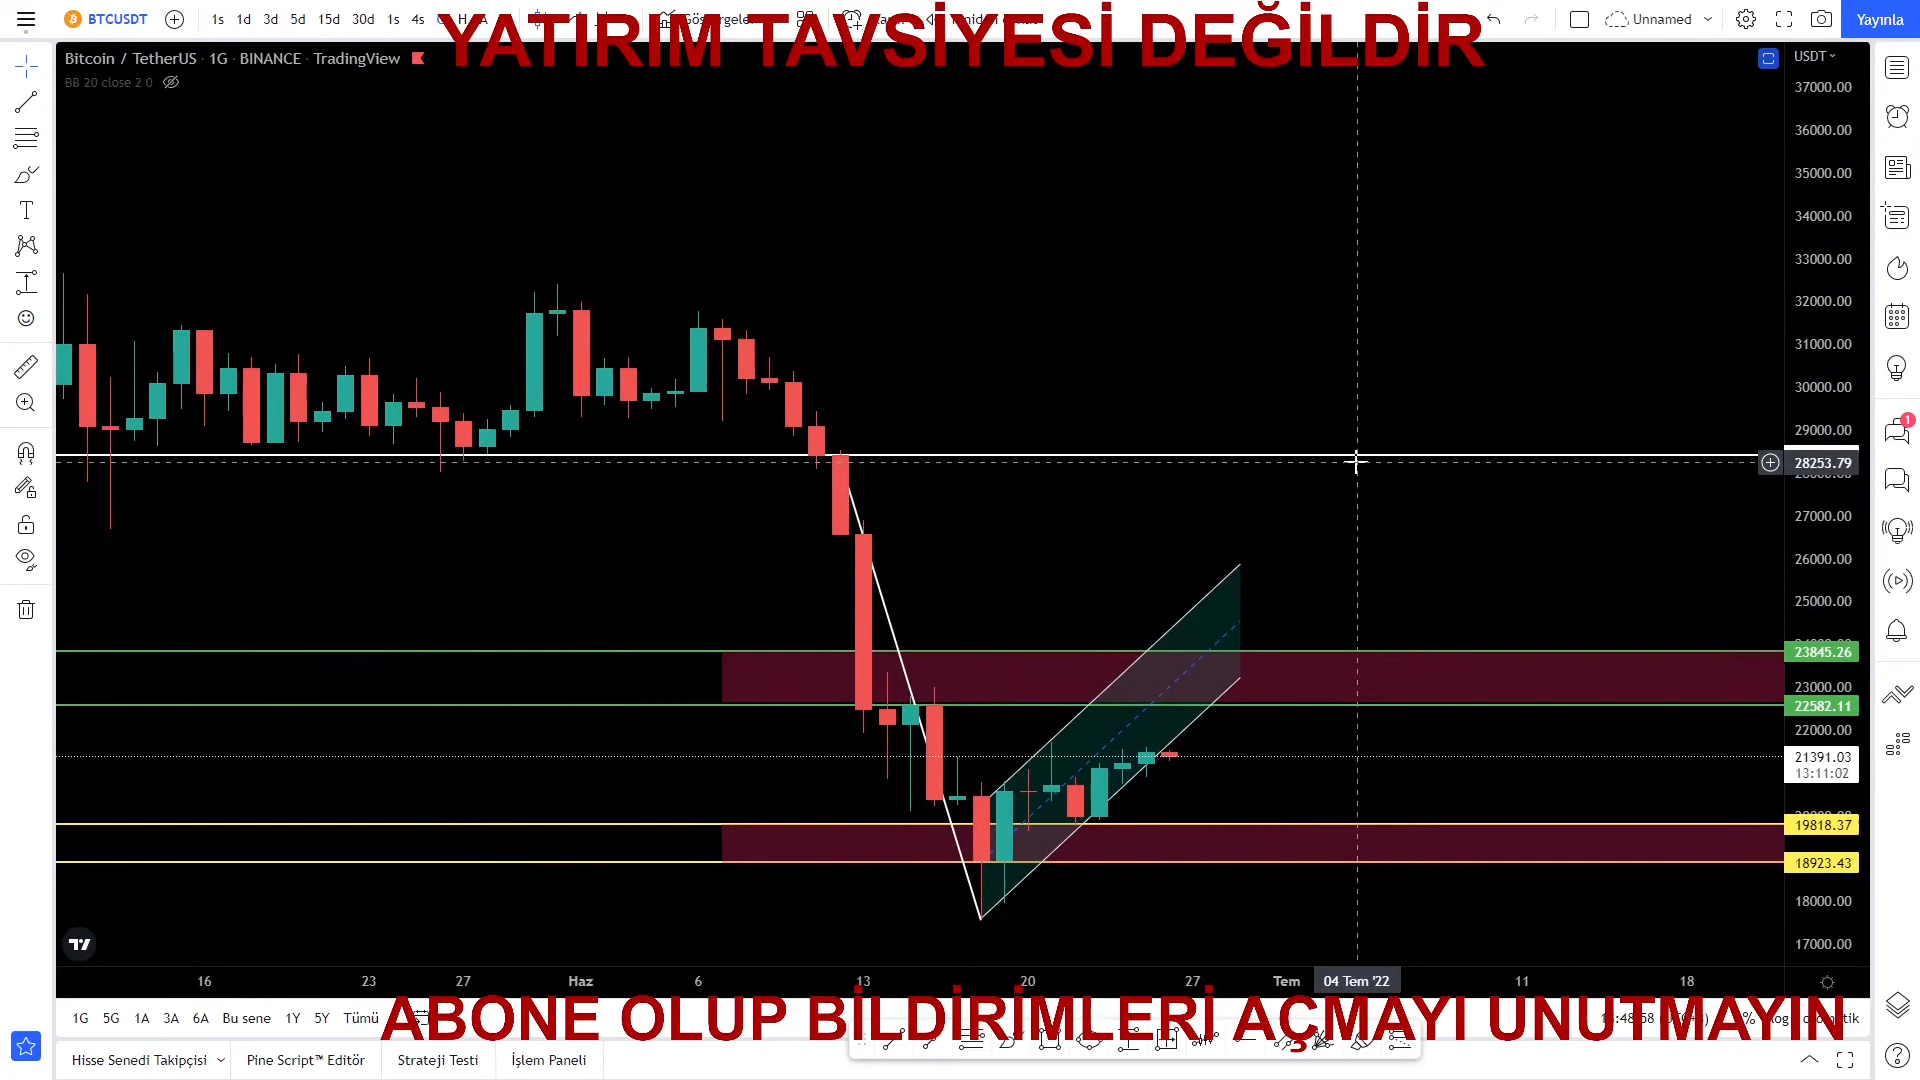 BTCUSDT 1s 1d 3d 5d 15d 30d 1s 4s Unnamed Yayınla
YATIRIM TAVSİYESİ DEĞİLDİR
Bitcoin / TetherUS · 1G · BINANCE · TradingView
BB 20 close 2 0
USDT
37000.00
36000.00
35000.00
34000.00
33000.00
32000.00
31000.00
30000.00
29000.00
28253.79
27000.00
26000.00
25000.00
23845.26
23000.00
22582.11
22000.00
21391.03
13:11:02
19818.37
18923.43
18000.00
17000.00
1
16 23 27 Haz 6 13 20 27 Tem 04 Tem '22 11 18
1G 5G 1A 3A 6A Bu sene 1Y 5Y Tümü
ABONE OLUP BİLDİRİMLERİ AÇMAYI UNUTMAYIN
Hisse Senedi Takipçisi Pine Script™ Editör Strateji Testi İşlem Paneli